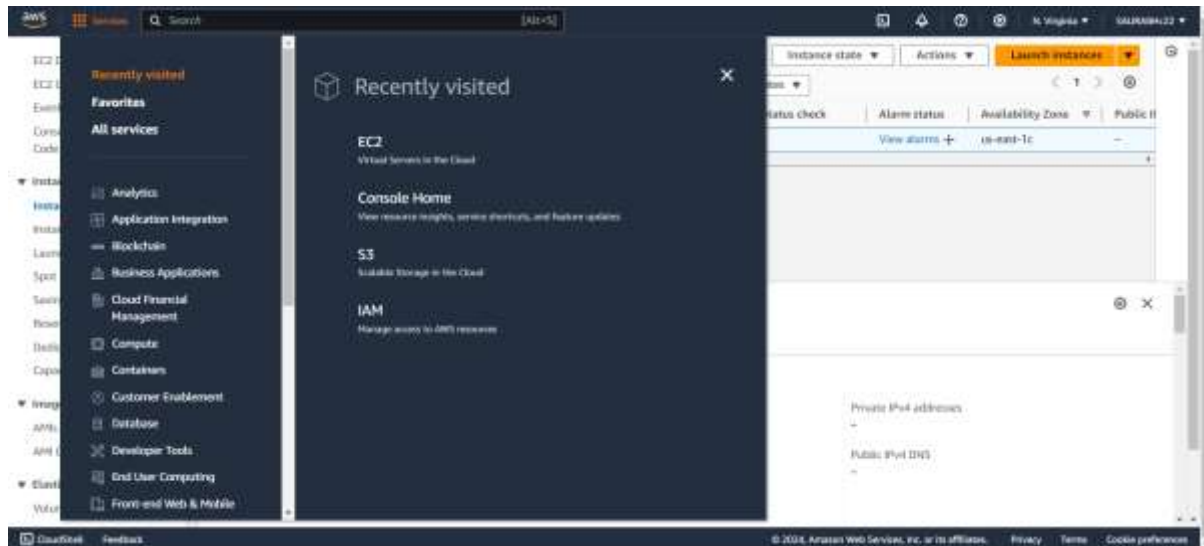 aws
Services
Search
[Alt+S]
N. Virginia
Recently visited
Favorites
All services
Analytics
Application Integration
Blockchain
Business Applications
Cloud Financial
Management
Compute
Containers
Customer Enablement
Database
Developer Tools
End User Computing
Front-end Web & Mobile
Recently visited
EC2
Virtual Servers in the Cloud
Console Home
View resource insights, service shortcuts, and feature updates
S3
Scalable Storage in the Cloud
IAM
Manage access to AWS resources
Instance state
Actions
Launch instances
1
Alarm status
Availability Zone
View alarms +
us-east-1c
–
Private IPv4 addresses
–
Public IPv4 DNS
–
CloudShell
Feedback
© 2024, Amazon Web Services, Inc. or its affiliates.
Privacy
Terms
Cookie preferences